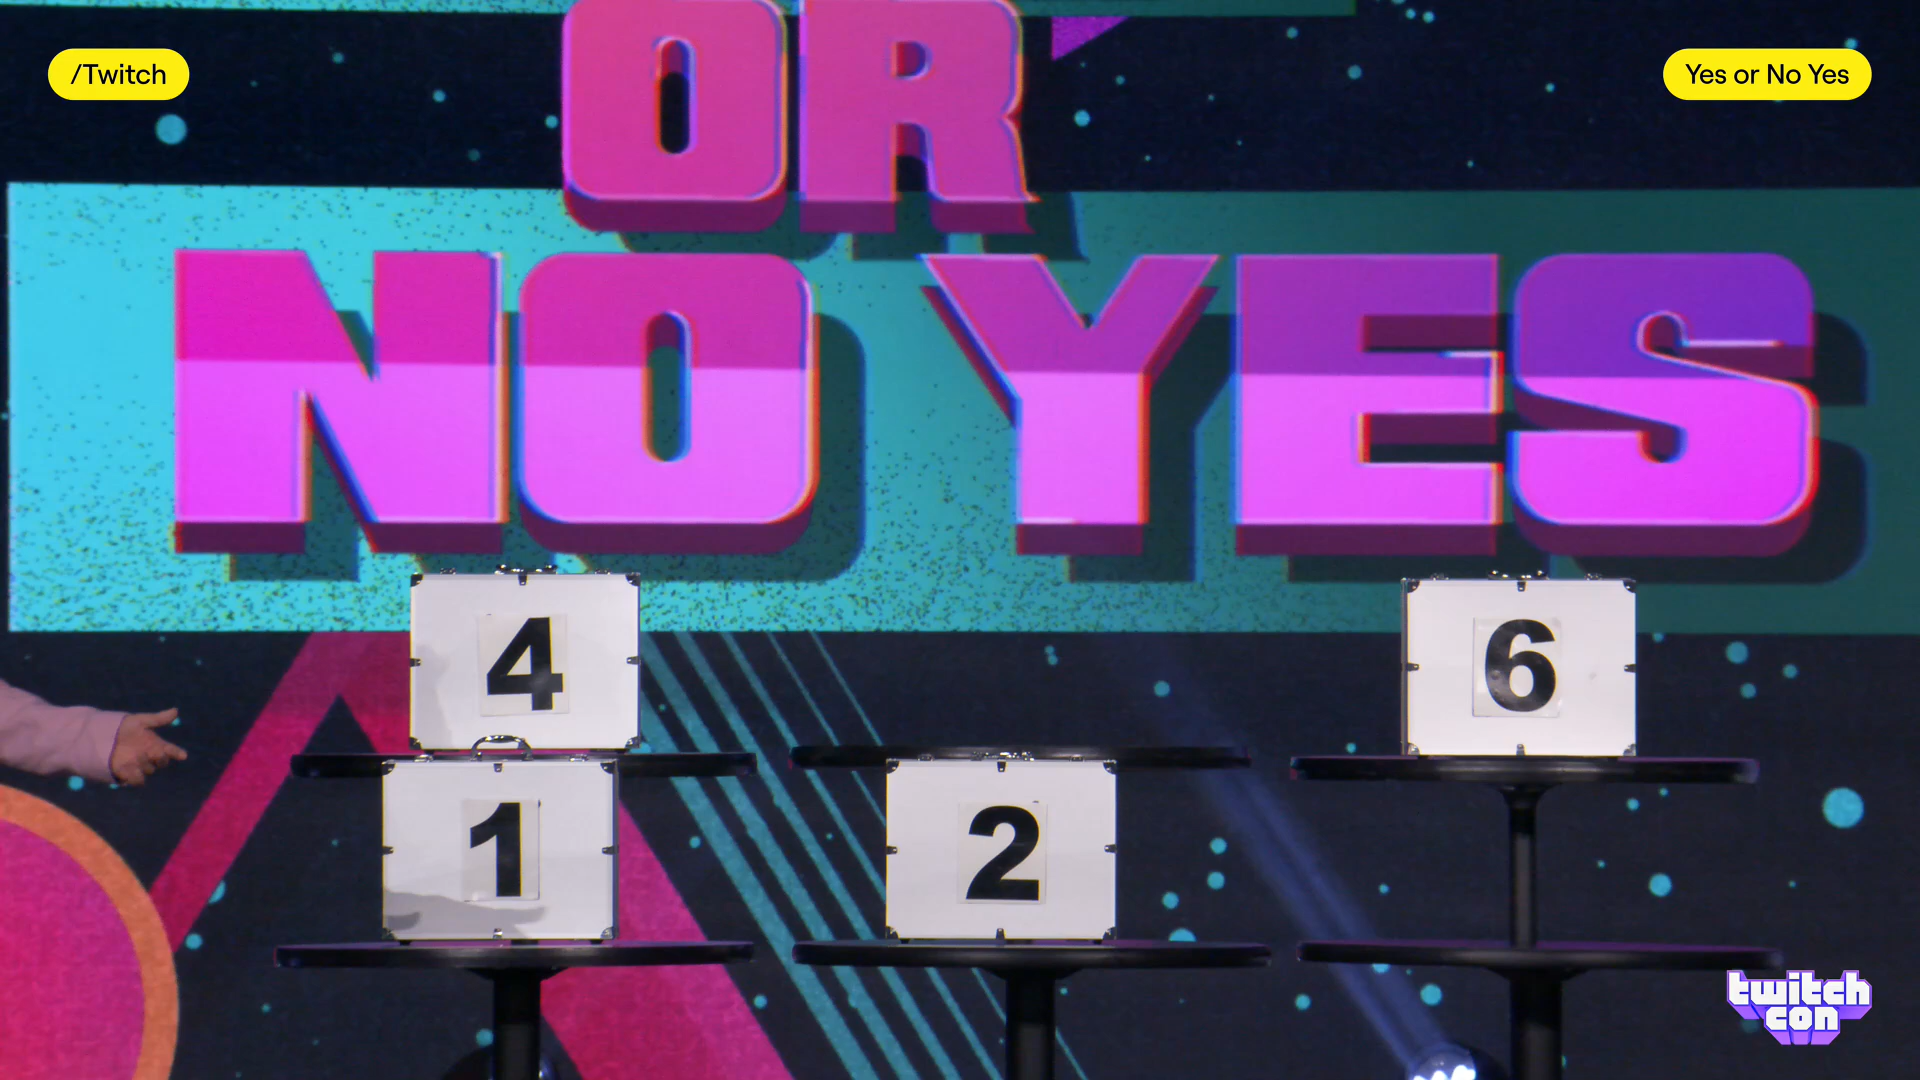 /Twitch
Yes or No Yes
OR
NO YES
4
6
1
2
twitch
con